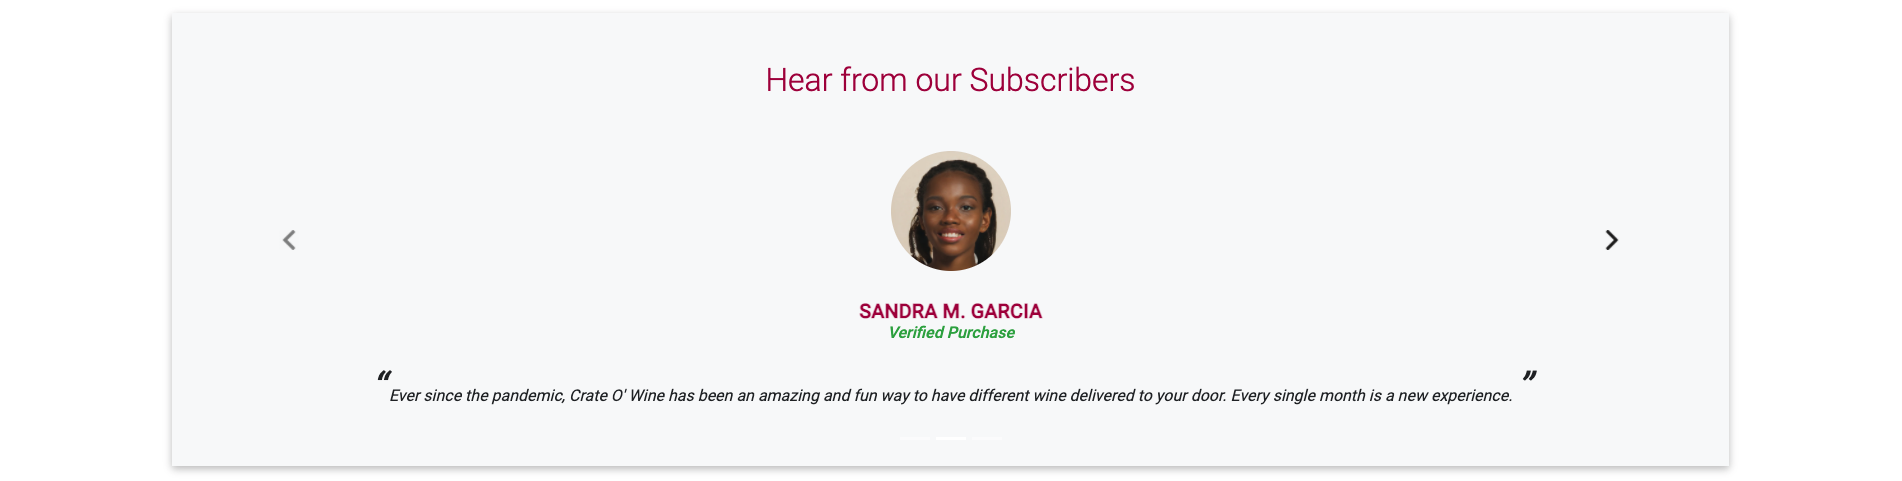 Hear from our Subscribers
SANDRA M. GARCIA
Verified Purchase
“Ever since the pandemic, Crate O' Wine has been an amazing and fun way to have different wine delivered to your door. Every single month is a new experience. ”